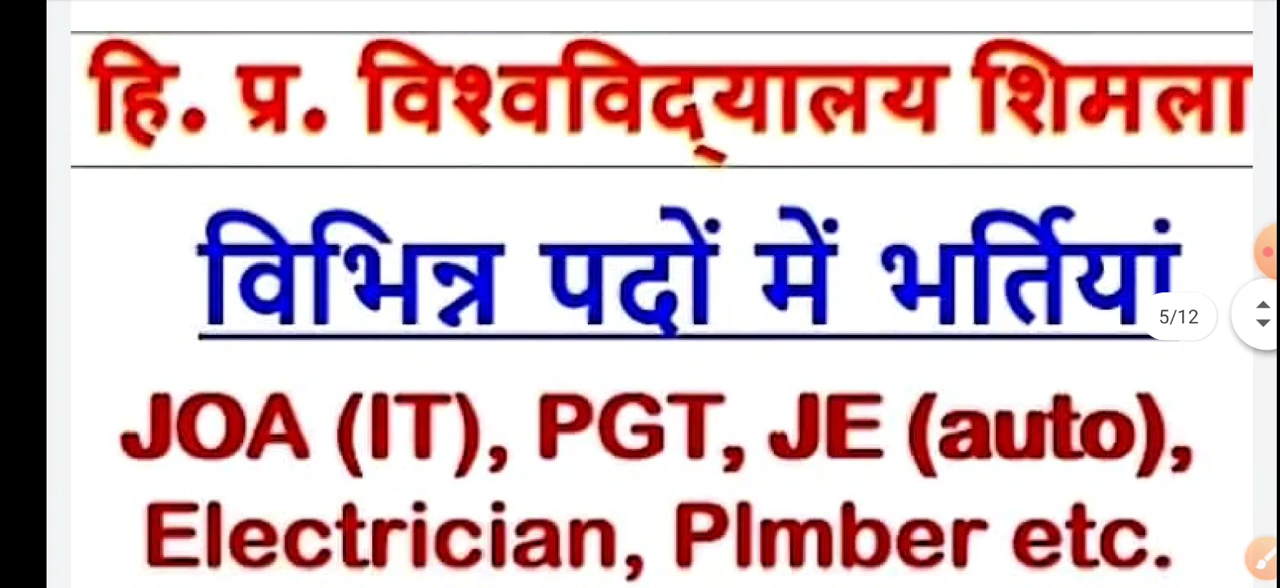 हि. प्र. विश्वविद्‌यालय शिमला
विभिन्न पदों में भर्तियां
5/12
JOA (IT), PGT, JE (auto),
Electrician, Plmber etc.